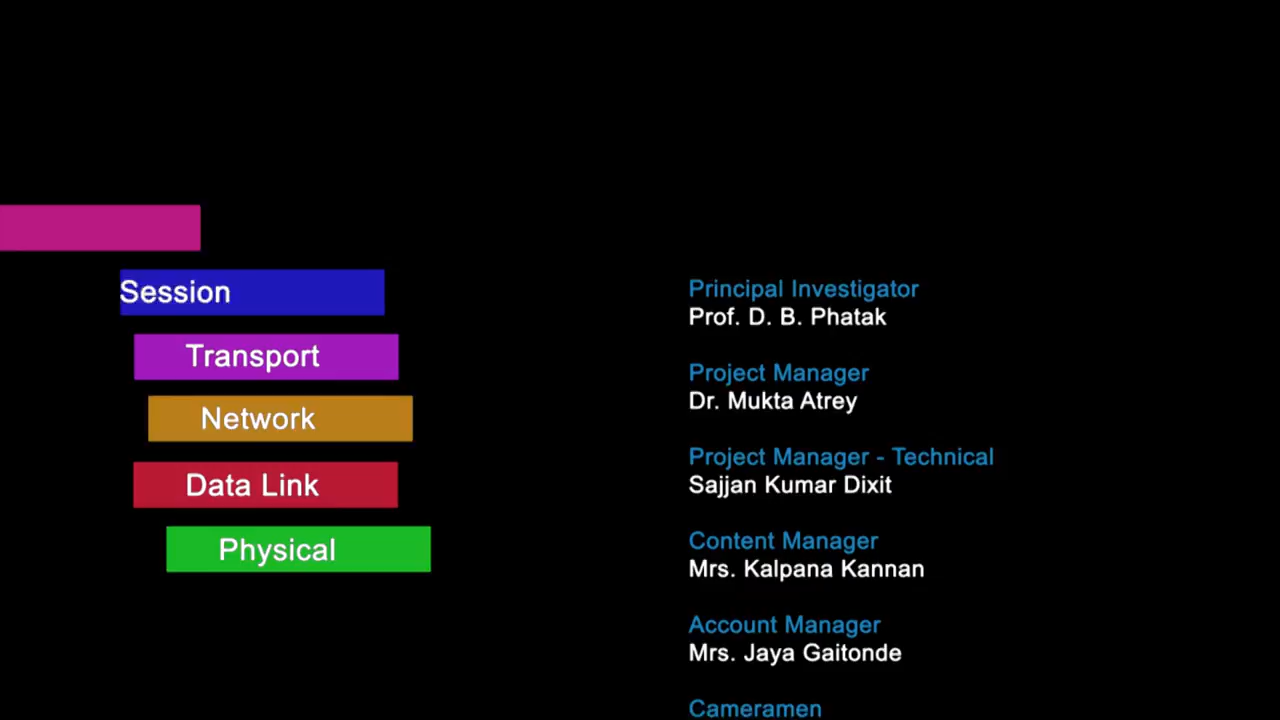 Session
Transport
Network
Data Link
Physical
Principal Investigator
Prof. D. B. Phatak
Project Manager
Dr. Mukta Atrey
Project Manager - Technical
Sajjan Kumar Dixit
Content Manager
Mrs. Kalpana Kannan
Account Manager
Mrs. Jaya Gaitonde
Cameramen